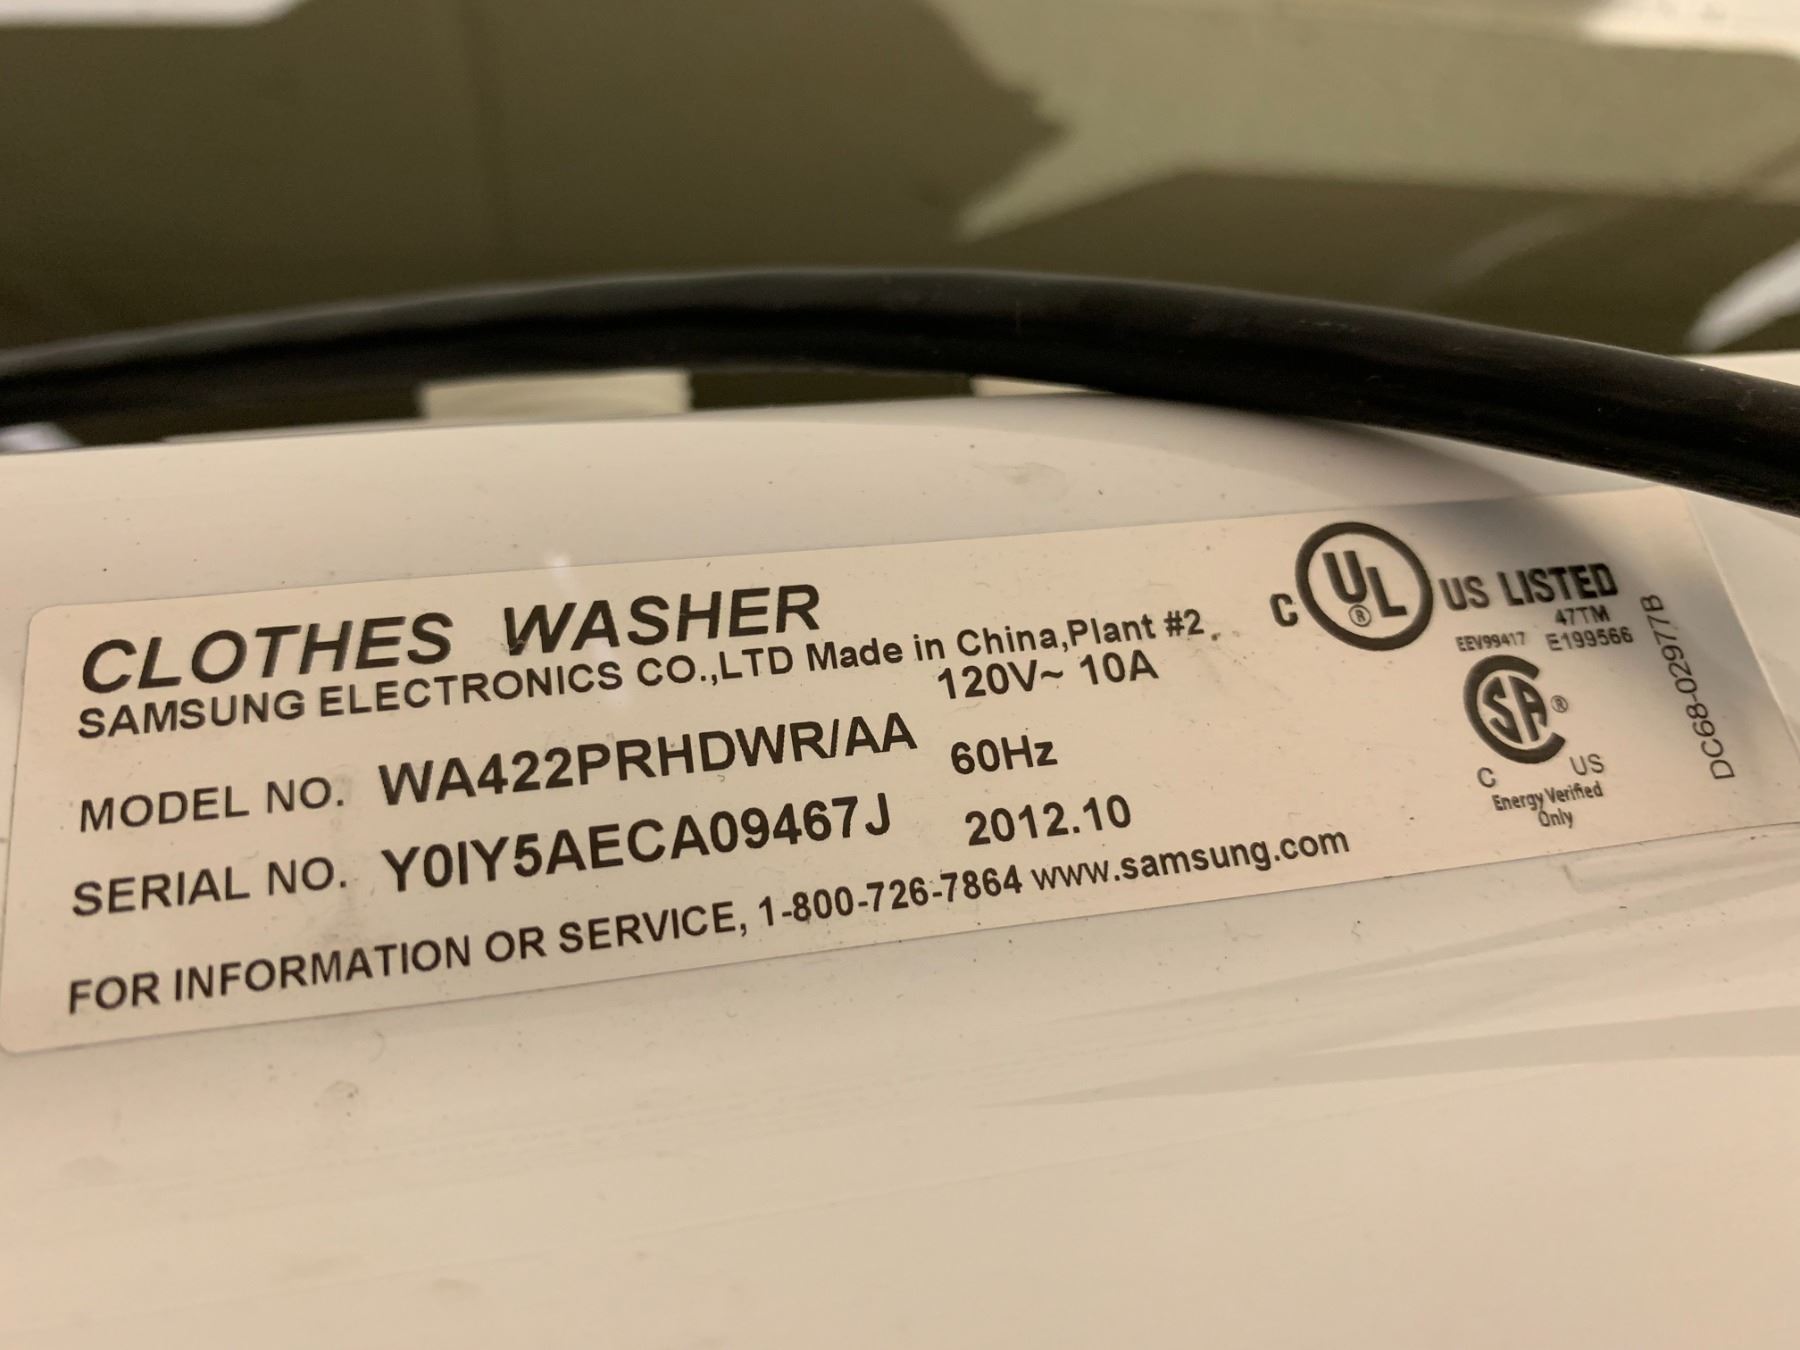 CLOTHES WASHER
SAMSUNG ELECTRONICS CO.,LTD Made in China,Plant #2.
120V~ 10A
MODEL NO. WA422PRHDWR/AA 60Hz
SERIAL NO. Y0IY5AECA09467J 2012.10
FOR INFORMATION OR SERVICE, 1-800-726-7864 www.samsung.com
C UL ® US LISTED
47TM
EEV99417 E199566
SA ®
C US
Energy Verified
Only
DC68-02977B